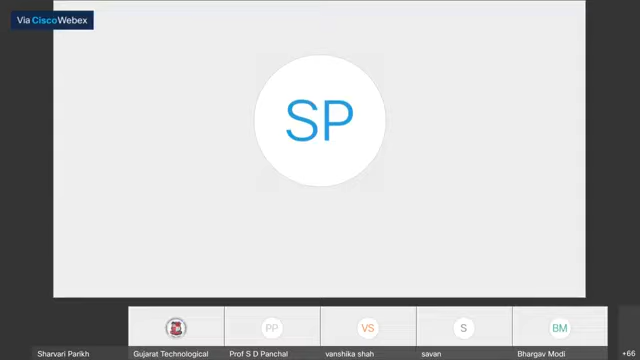 Via CiscoWebex
SP
PP
VS
S
BM
Sharvari Parikh
Gujarat Technological
Prof S D Panchal
vanshika shah
savan
Bhargav Modi
+66